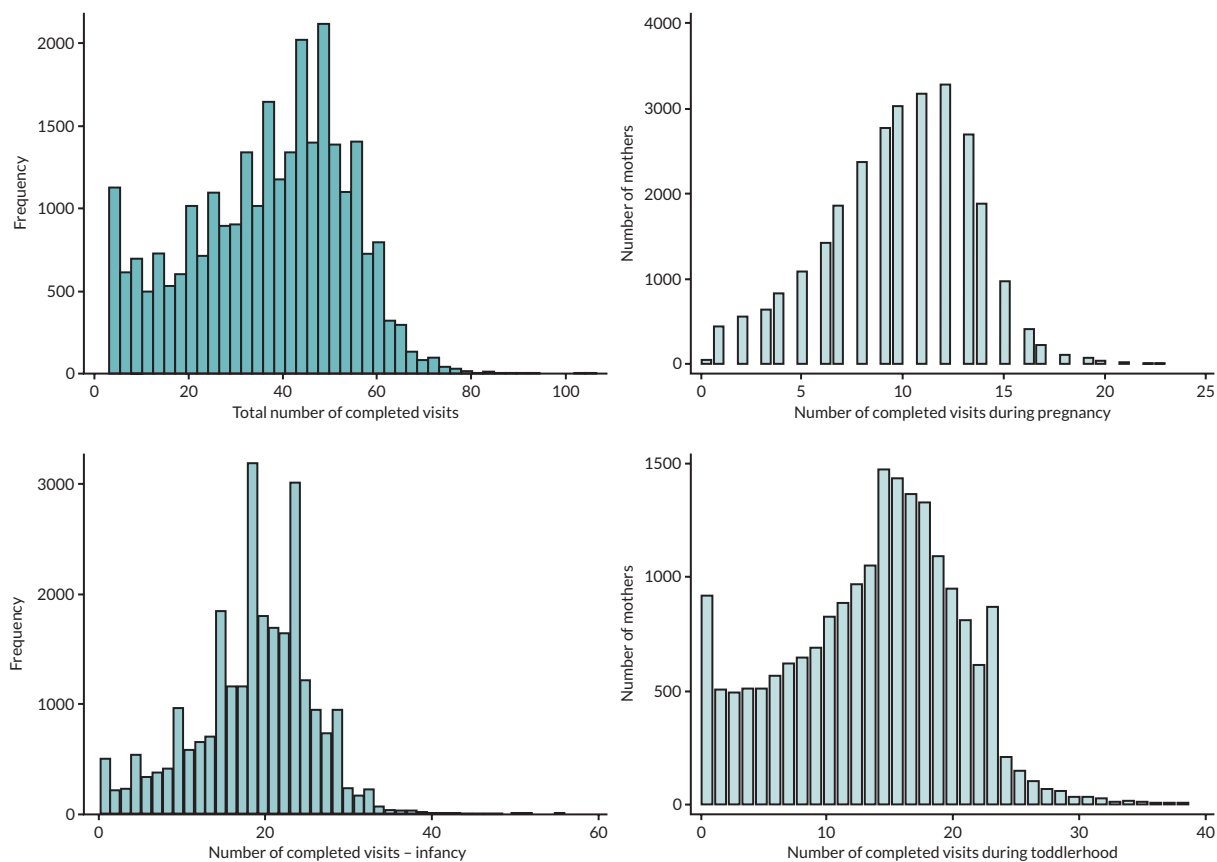 2000
1500
1000
500
0
Frequency
0 20 40 60 80 100
Total number of completed visits
4000
3000
2000
1000
0
Number of mothers
0 5 10 15 20 25
Number of completed visits during pregnancy
3000
2000
1000
0
Frequency
0 20 40 60
Number of completed visits – infancy
1500
1000
500
0
Number of mothers
0 10 20 30 40
Number of completed visits during toddlerhood